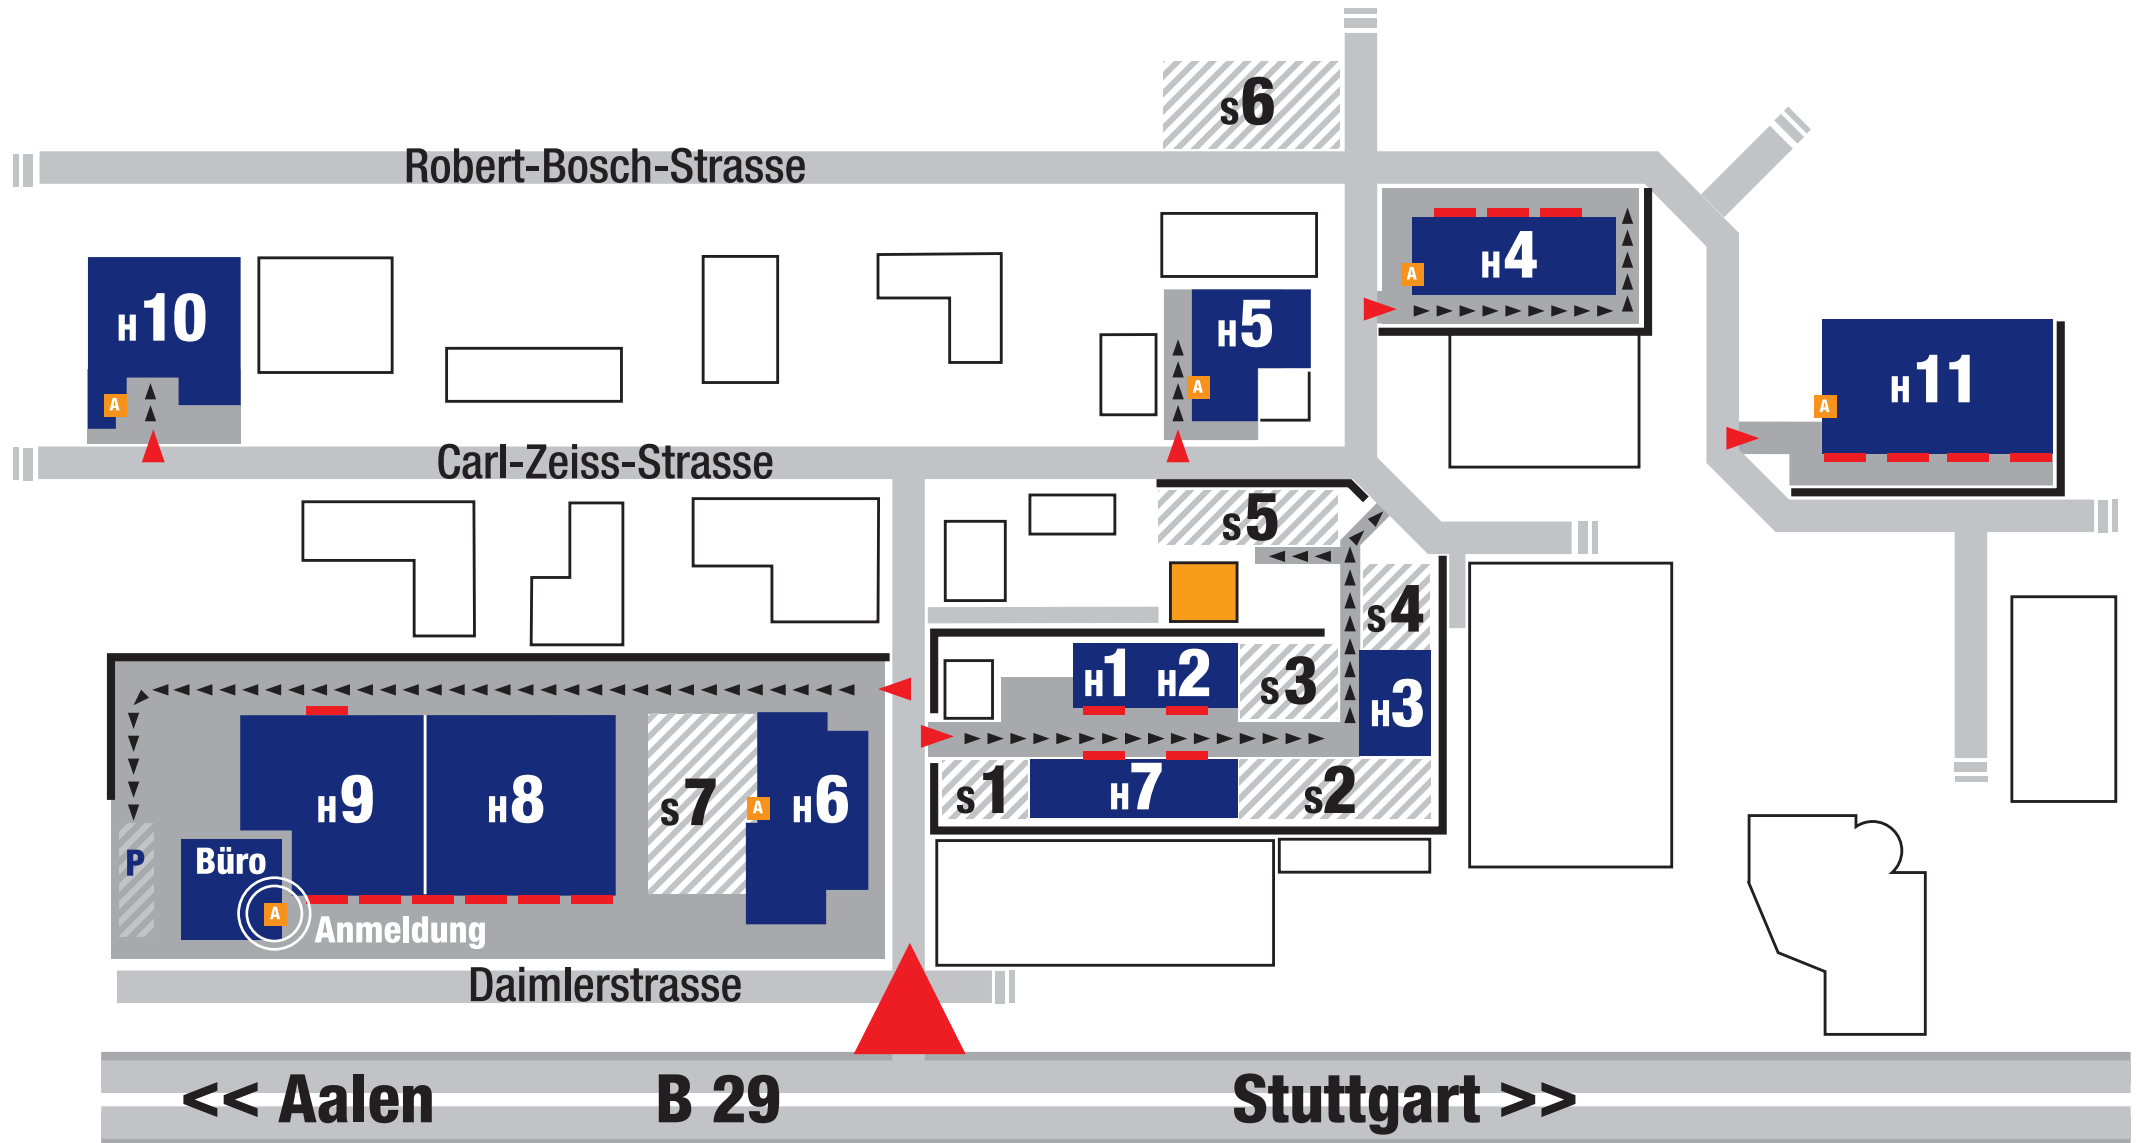 S6
Robert-Bosch-Strasse
H4
A
H10
A
H5
A
H11
A
Carl-Zeiss-Strasse
S5
S4
H1 H2
S3
H3
H9
H8
S7
A
H6
S1
H7
S2
P
Büro
A
Anmeldung
Daimlerstrasse
<< Aalen B 29 Stuttgart >>